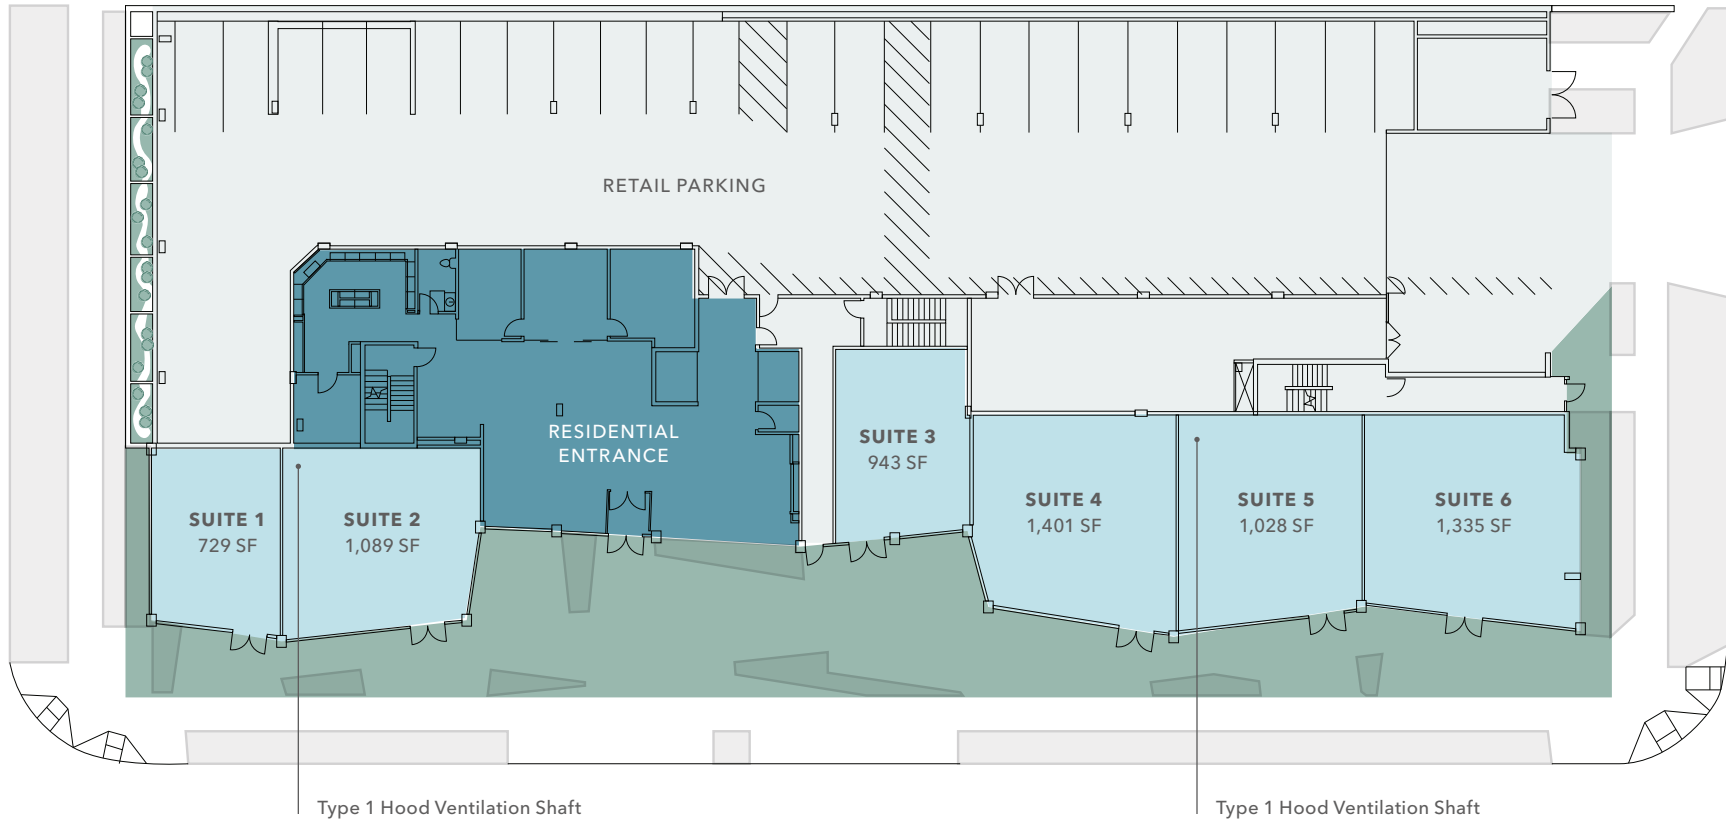 RETAIL PARKING
RESIDENTIAL
ENTRANCE
SUITE 1
729 SF
SUITE 2
1,089 SF
SUITE 3
943 SF
SUITE 4
1,401 SF
SUITE 5
1,028 SF
SUITE 6
1,335 SF
Type 1 Hood Ventilation Shaft
Type 1 Hood Ventilation Shaft